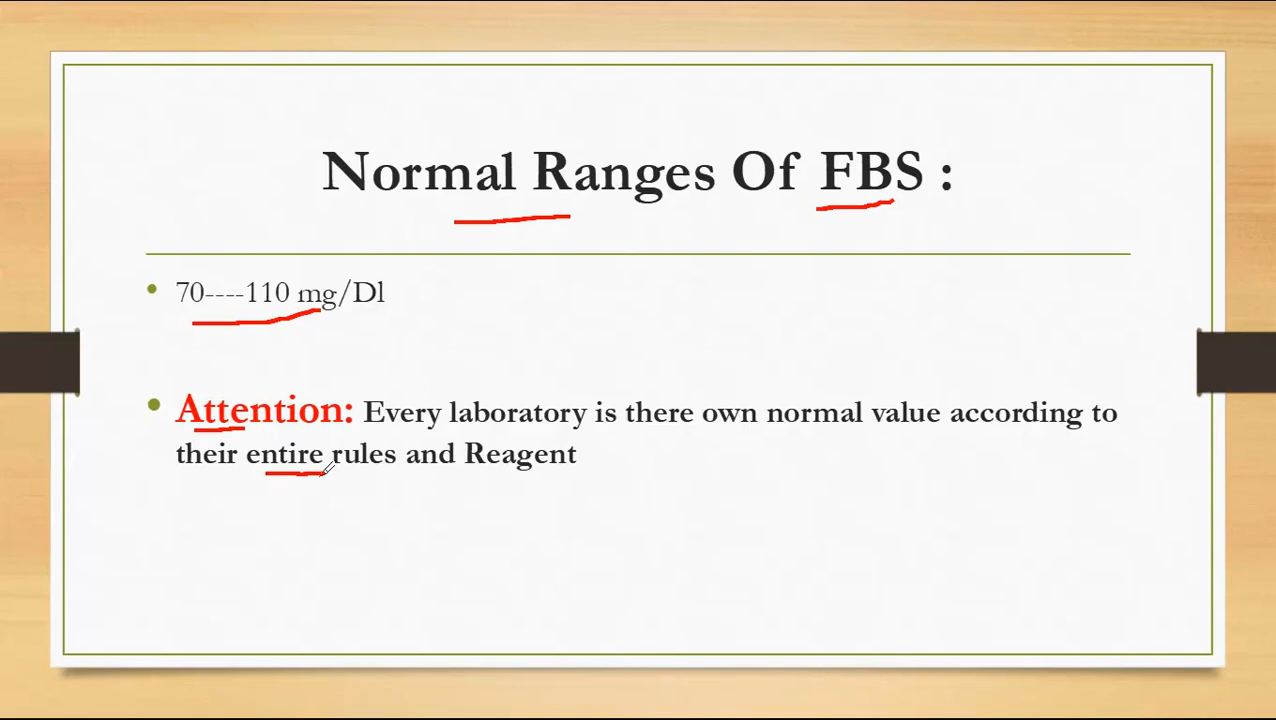 Normal Ranges Of FBS :
• 70----110 mg/Dl
• Attention: Every laboratory is there own normal value according to
their entire rules and Reagent